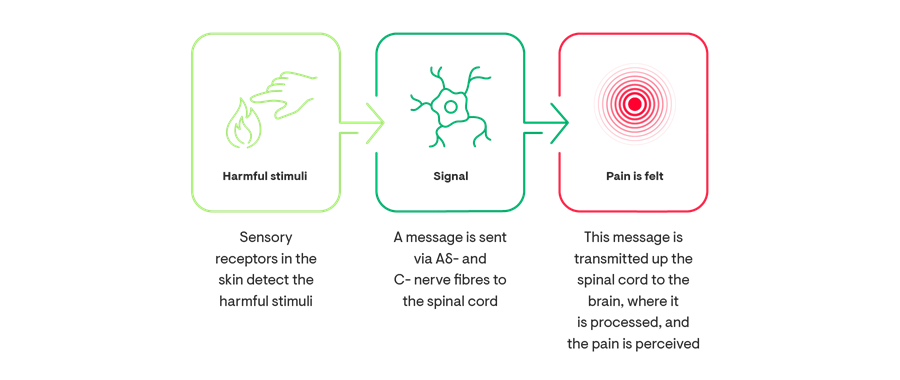 Harmful stimuli
Sensory
receptors in the
skin detect the
harmful stimuli
Signal
A message is sent
via Aδ- and
C- nerve fibres to
the spinal cord
Pain is felt
This message is
transmitted up the
spinal cord to the
brain, where it
is processed, and
the pain is perceived